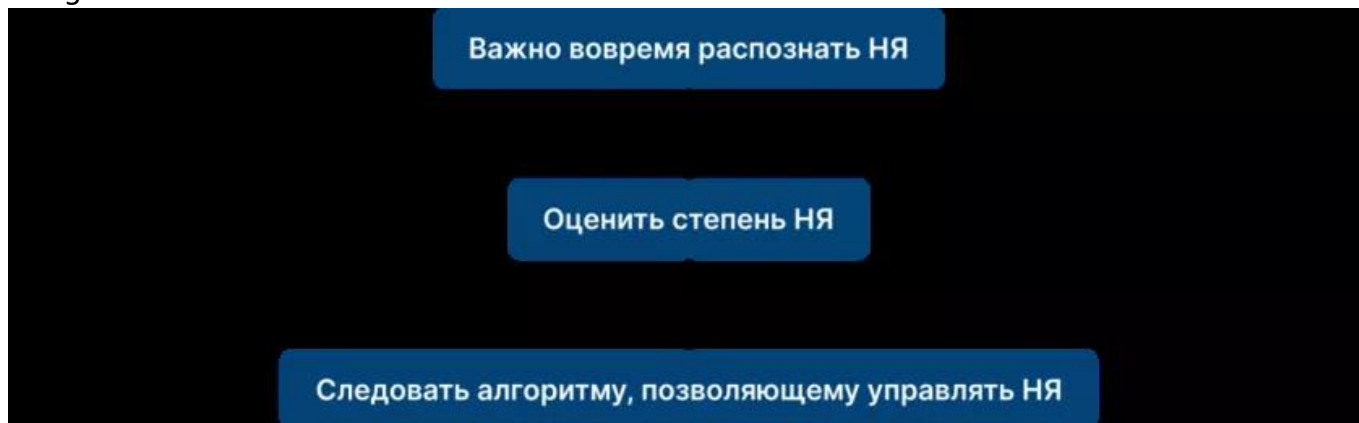 Важно вовремя распознать НЯ
Оценить степень НЯ
Следовать алгоритму, позволяющему управлять НЯ